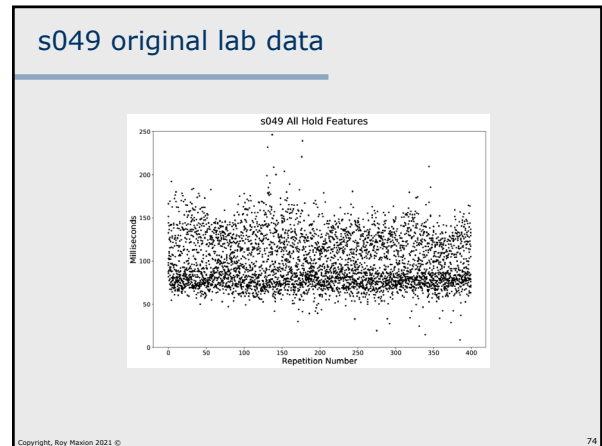 s049 original lab data
s049 All Hold Features
250
200
150
100
50
0
Milliseconds
0 50 100 150 200 250 300 350 400
Repetition Number
Copyright, Roy Maxion 2021 ©
74